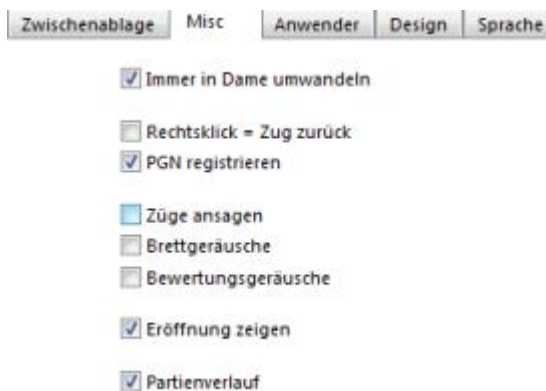 Zwischenablage Misc Anwender Design Sprache
Immer in Dame umwandeln
Rechtsklick = Zug zurück
PGN registrieren
Züge ansagen
Brettgeräusche
Bewertungsgeräusche
Eröffnung zeigen
Partienverlauf